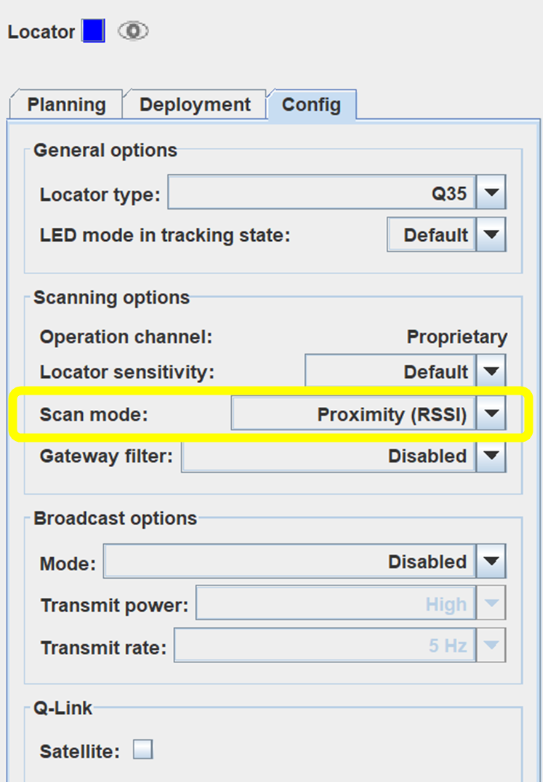 Locator
Planning Deployment Config
General options
Locator type: Q35
LED mode in tracking state: Default
Scanning options
Operation channel: Proprietary
Locator sensitivity: Default
Scan mode: Proximity (RSSI)
Gateway filter: Disabled
Broadcast options
Mode: Disabled
Transmit power: High
Transmit rate: 5 Hz
Q-Link
Satellite: